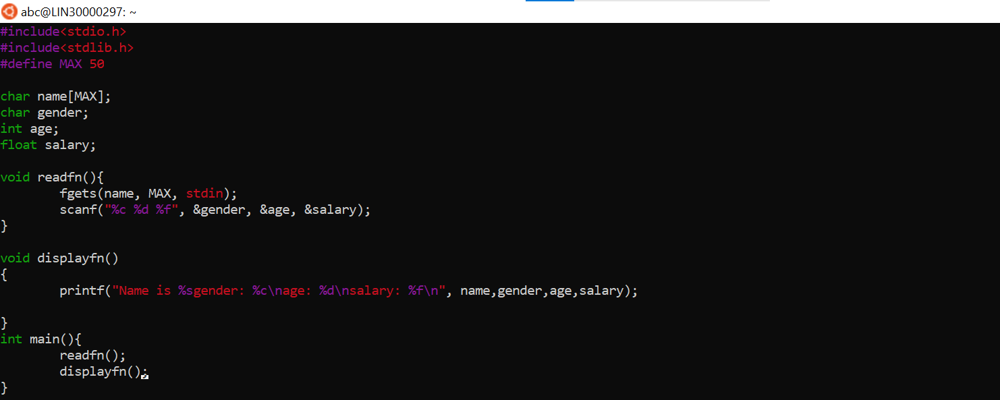 abc@LIN30000297: ~
#include<stdio.h>
#include<stdlib.h>
#define MAX 50
char name[MAX];
char gender;
int age;
float salary;
void readfn(){
        fgets(name, MAX, stdin);
        scanf("%c %d %f", &gender, &age, &salary);
}
void displayfn()
{
        printf("Name is %sgender: %c\nage: %d\nsalary: %f\n", name,gender,age,salary);
}
int main(){
        readfn();
        displayfn();
}